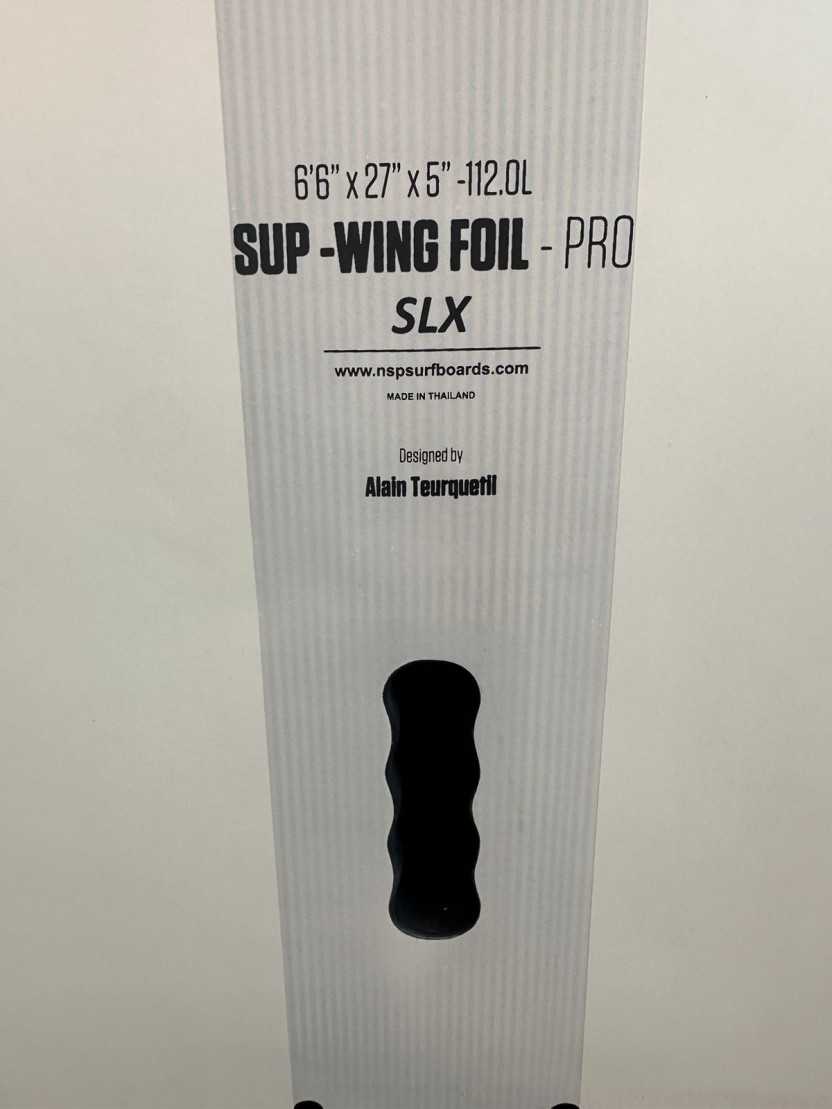 6'6" x 27" x 5" -112.0L
SUP -WING FOIL - PRO
SLX
www.nspsurfboards.com
MADE IN THAILAND
Designed by
Alain Teurquetil